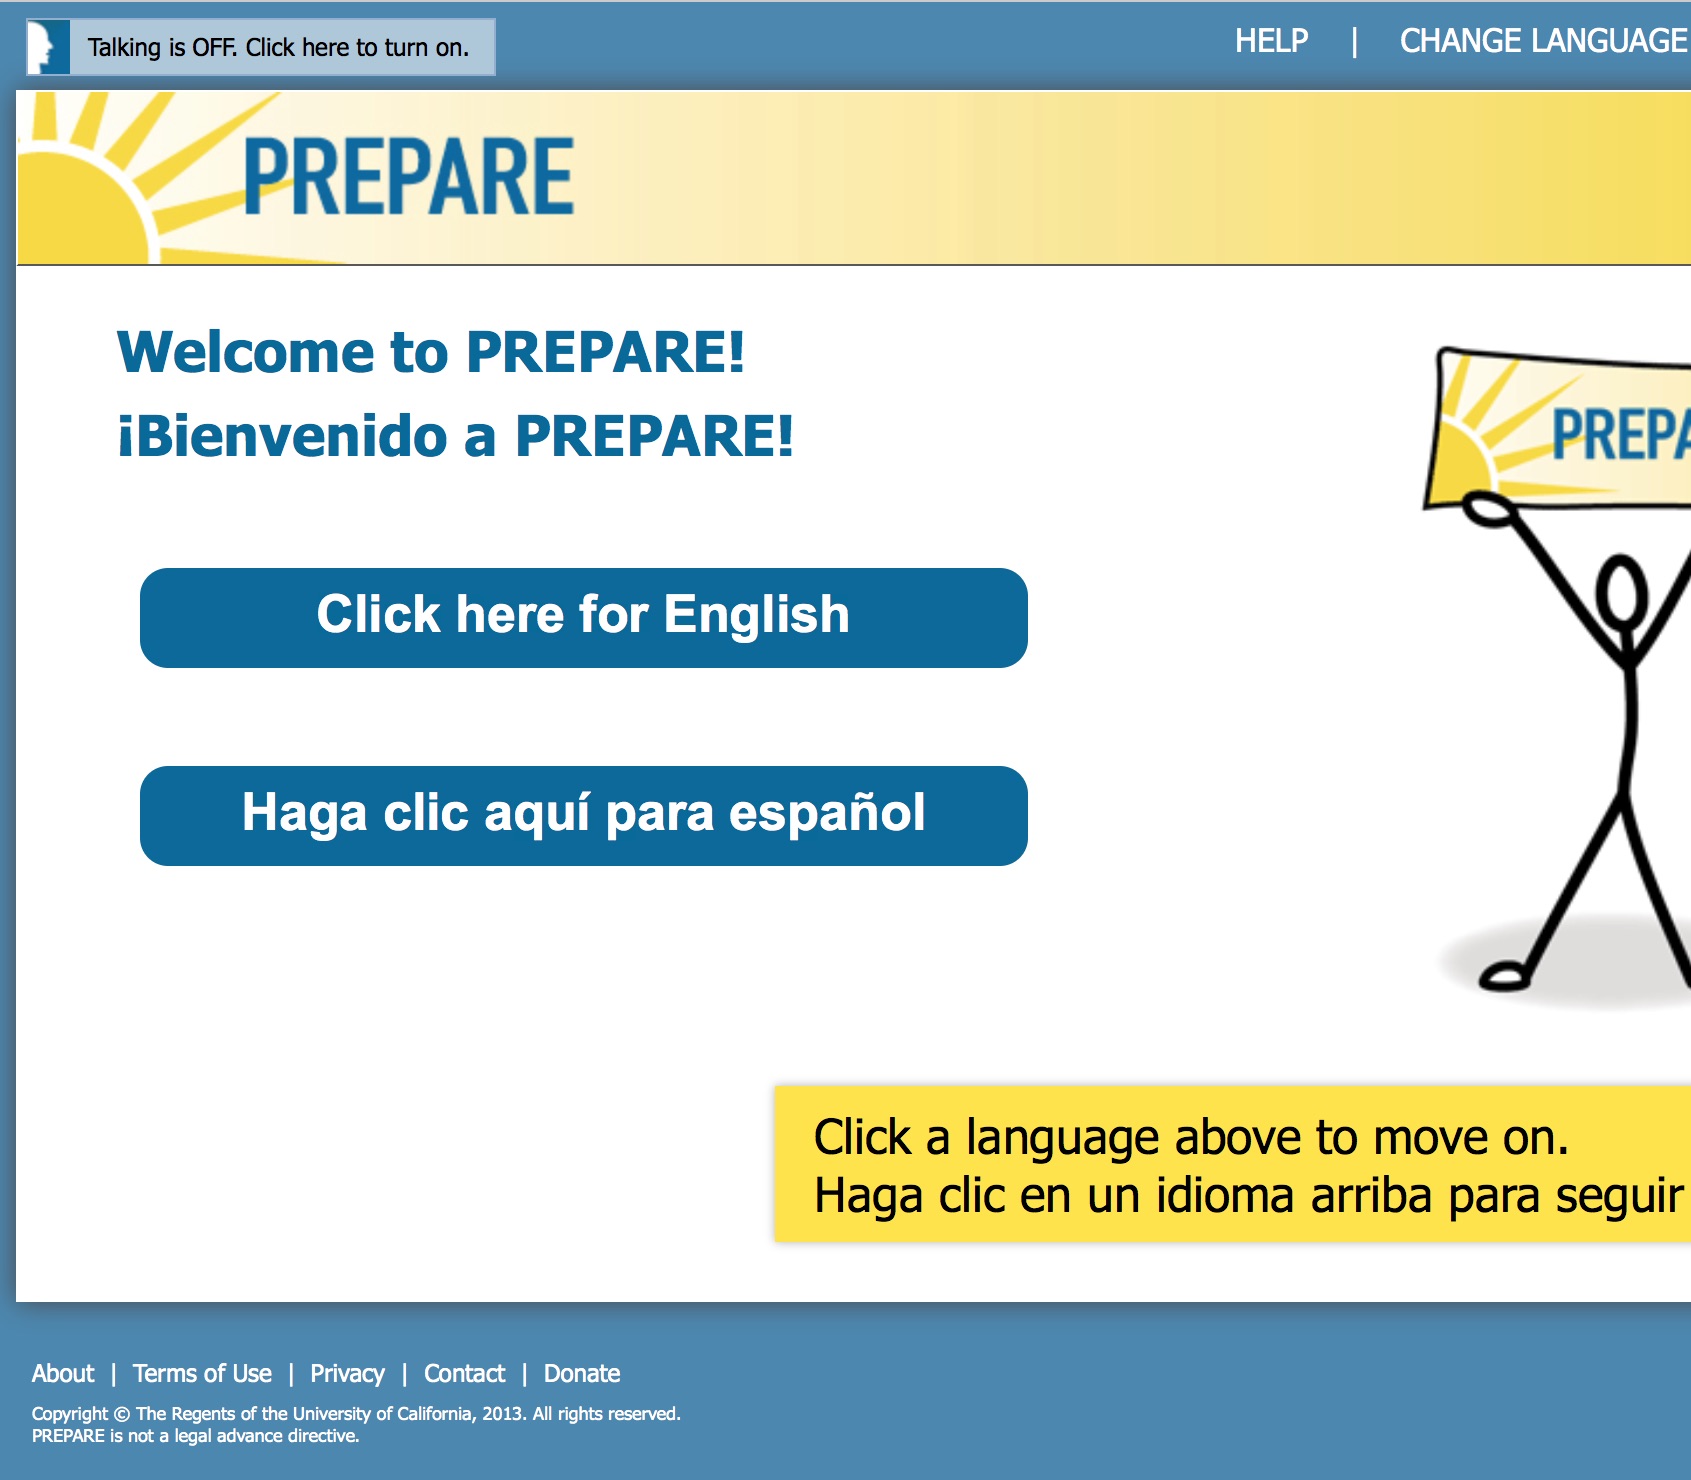 Talking is OFF. Click here to turn on.
HELP | CHANGE LANGUAGE
PREPARE
Welcome to PREPARE!
¡Bienvenido a PREPARE!
Click here for English
Haga clic aquí para español
Click a language above to move on.
Haga clic en un idioma arriba para seguir
About | Terms of Use | Privacy | Contact | Donate
Copyright © The Regents of the University of California, 2013. All rights reserved.
PREPARE is not a legal advance directive.